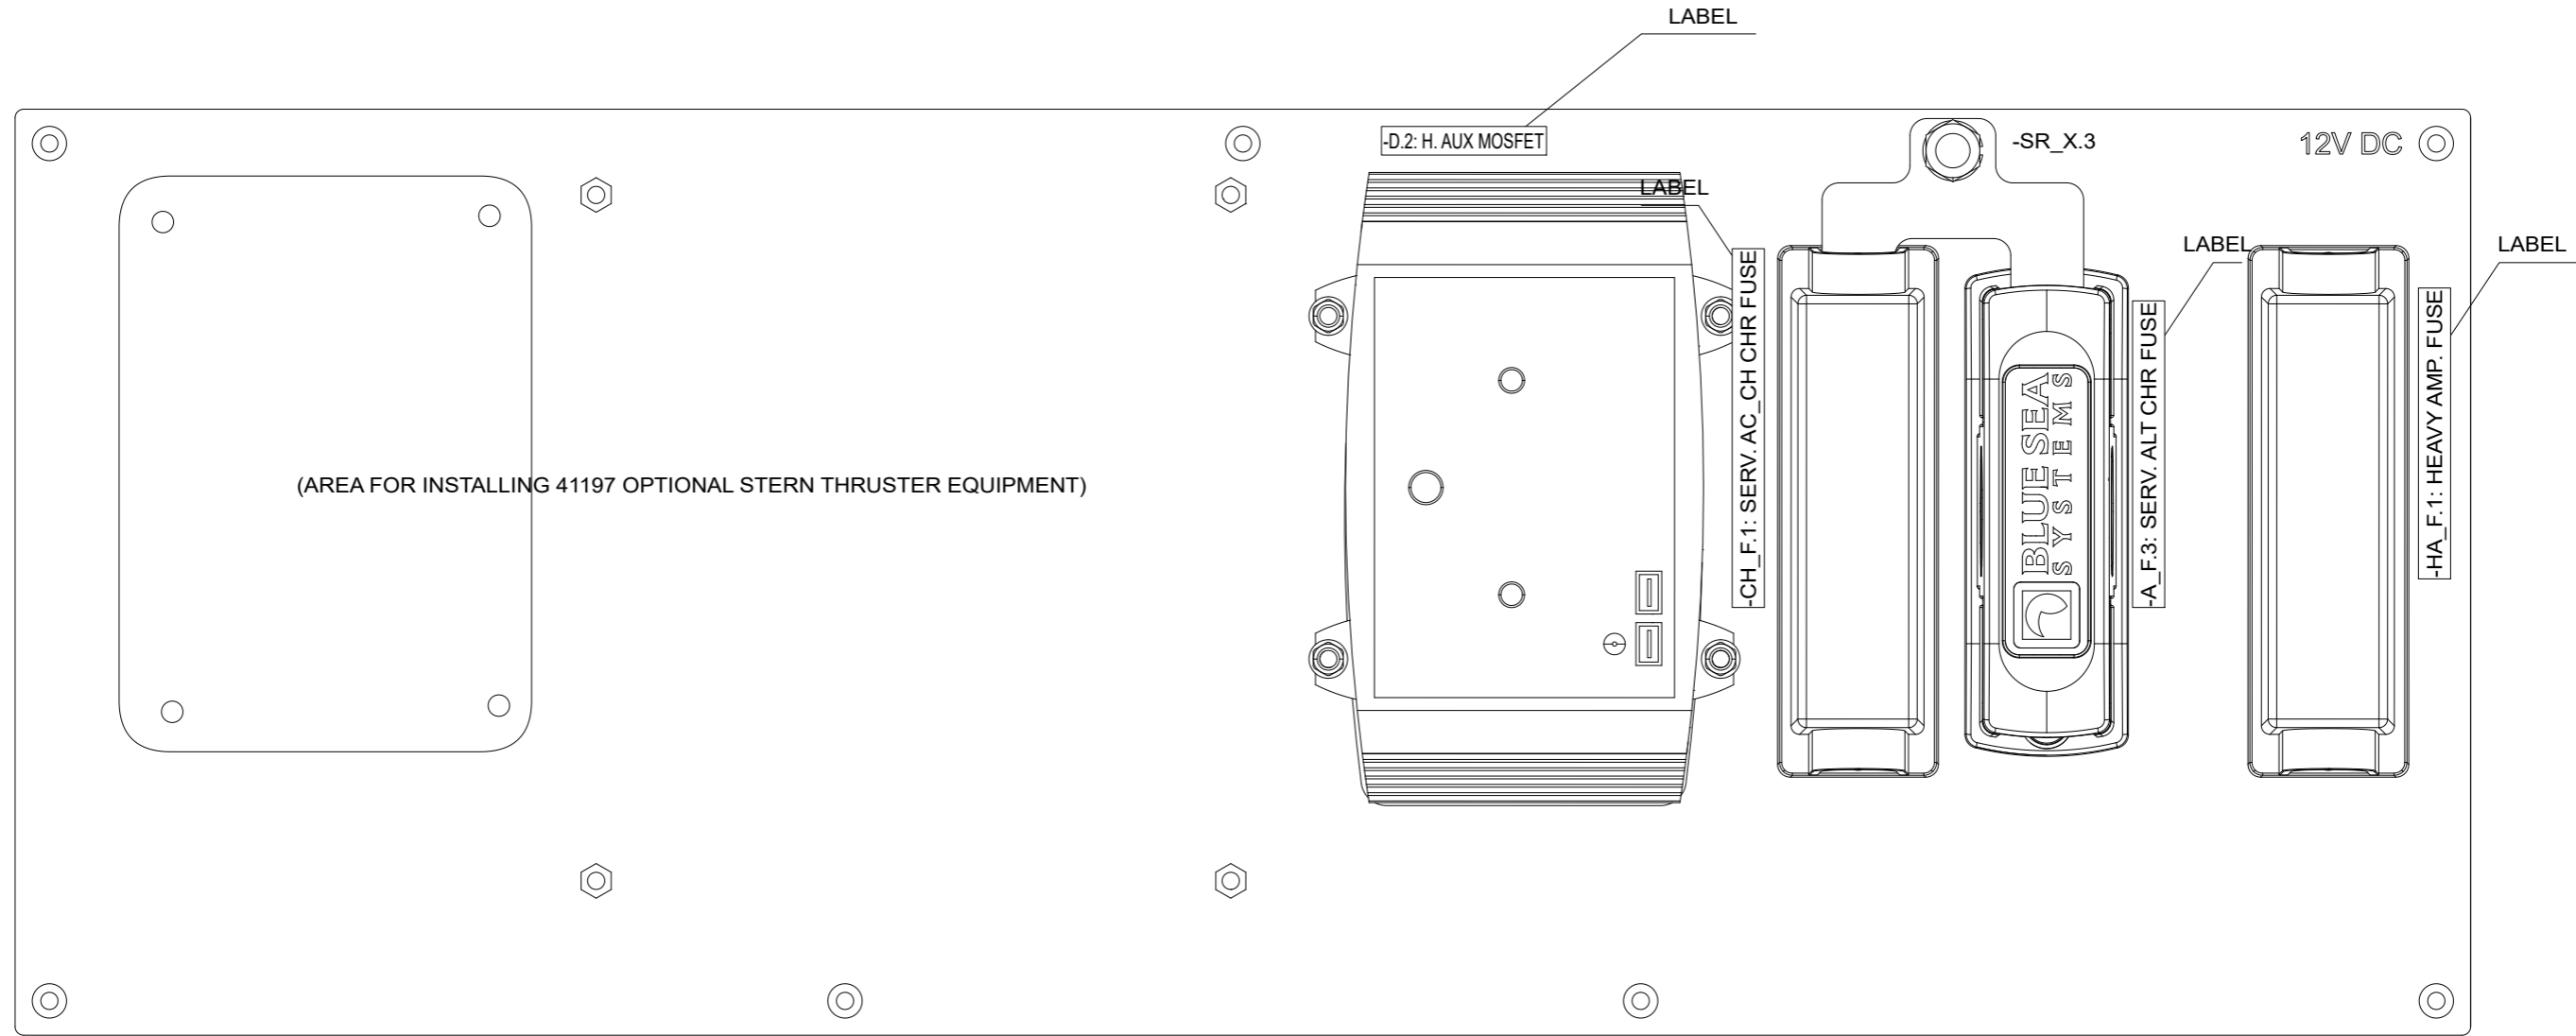 LABEL
-D.2: H. AUX MOSFET
-SR_X.3
12V DC
LABEL
LABEL
LABEL
-CH_F.1: SERV. AC_CH CHR FUSE
BLUE SEA
SYSTEMS
-A_F.3: SERV. ALT CHR FUSE
-HA_F.1: HEAVY AMP. FUSE
(AREA FOR INSTALLING 41197 OPTIONAL STERN THRUSTER EQUIPMENT)